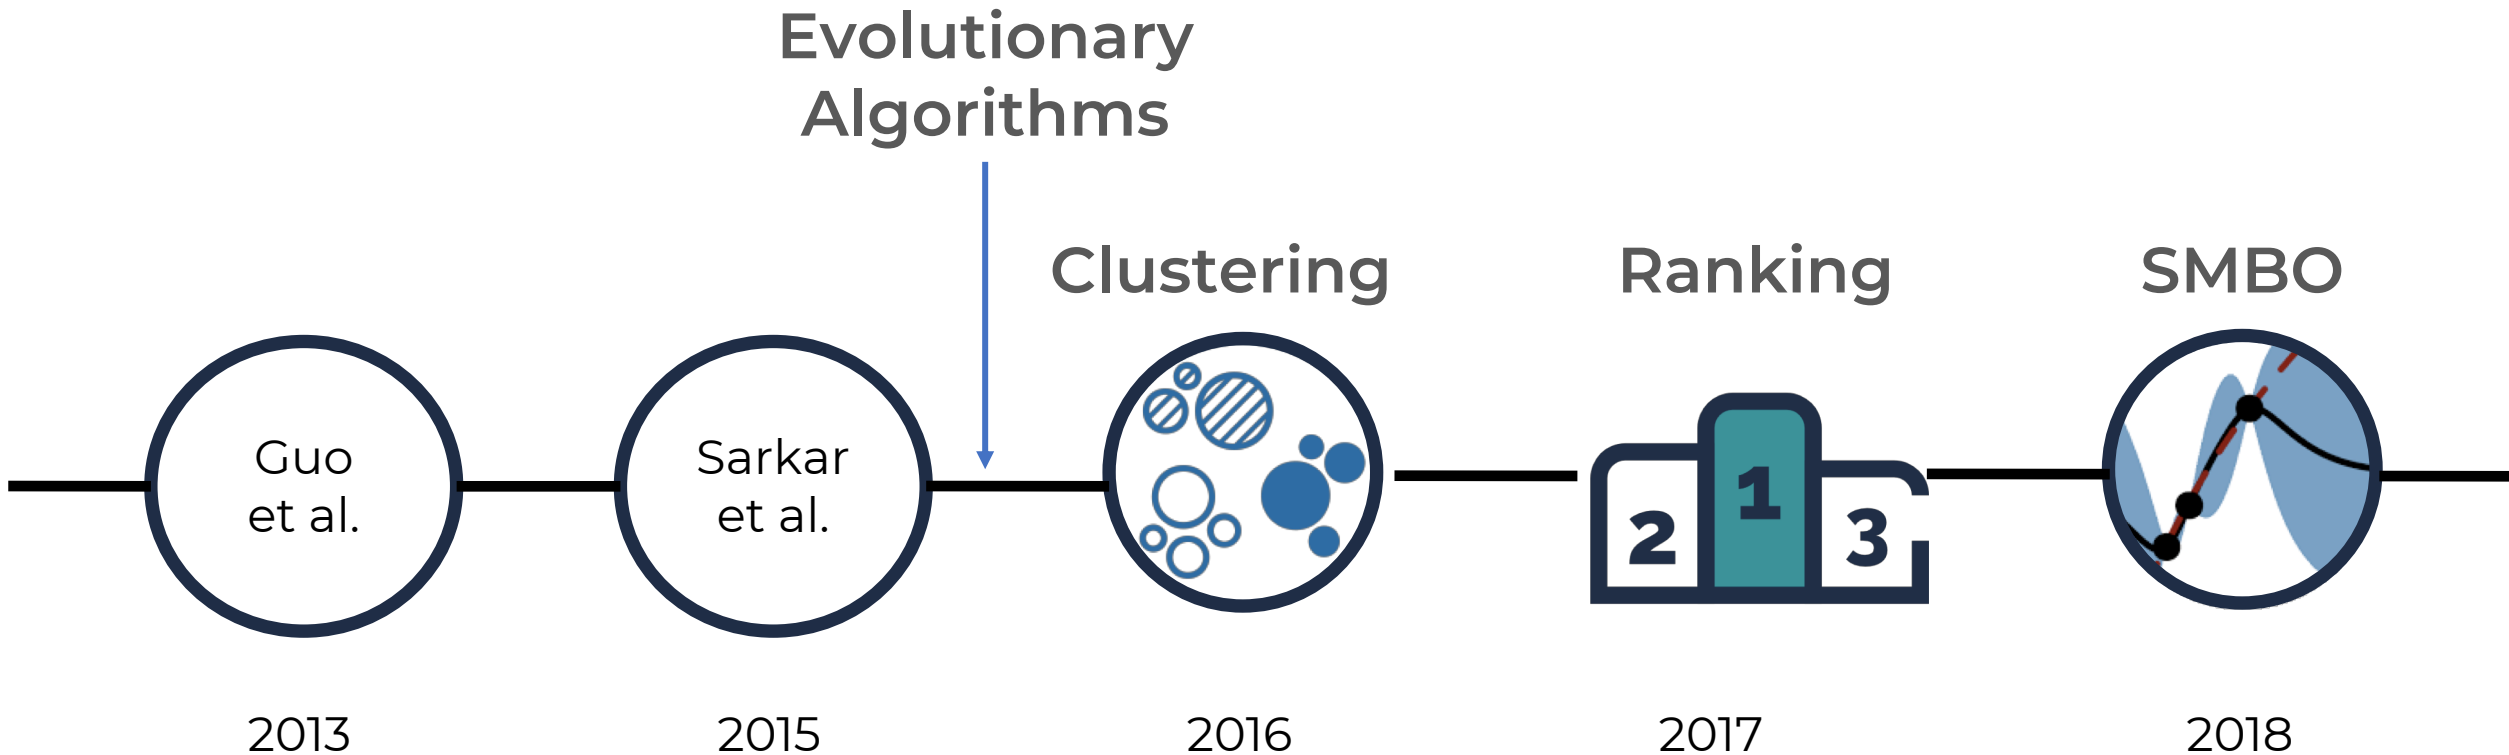 Evolutionary
Algorithms
Clustering
Ranking
SMBO
Guo
et al.
Sarkar
et al.
2
1
3
2013
2015
2016
2017
2018